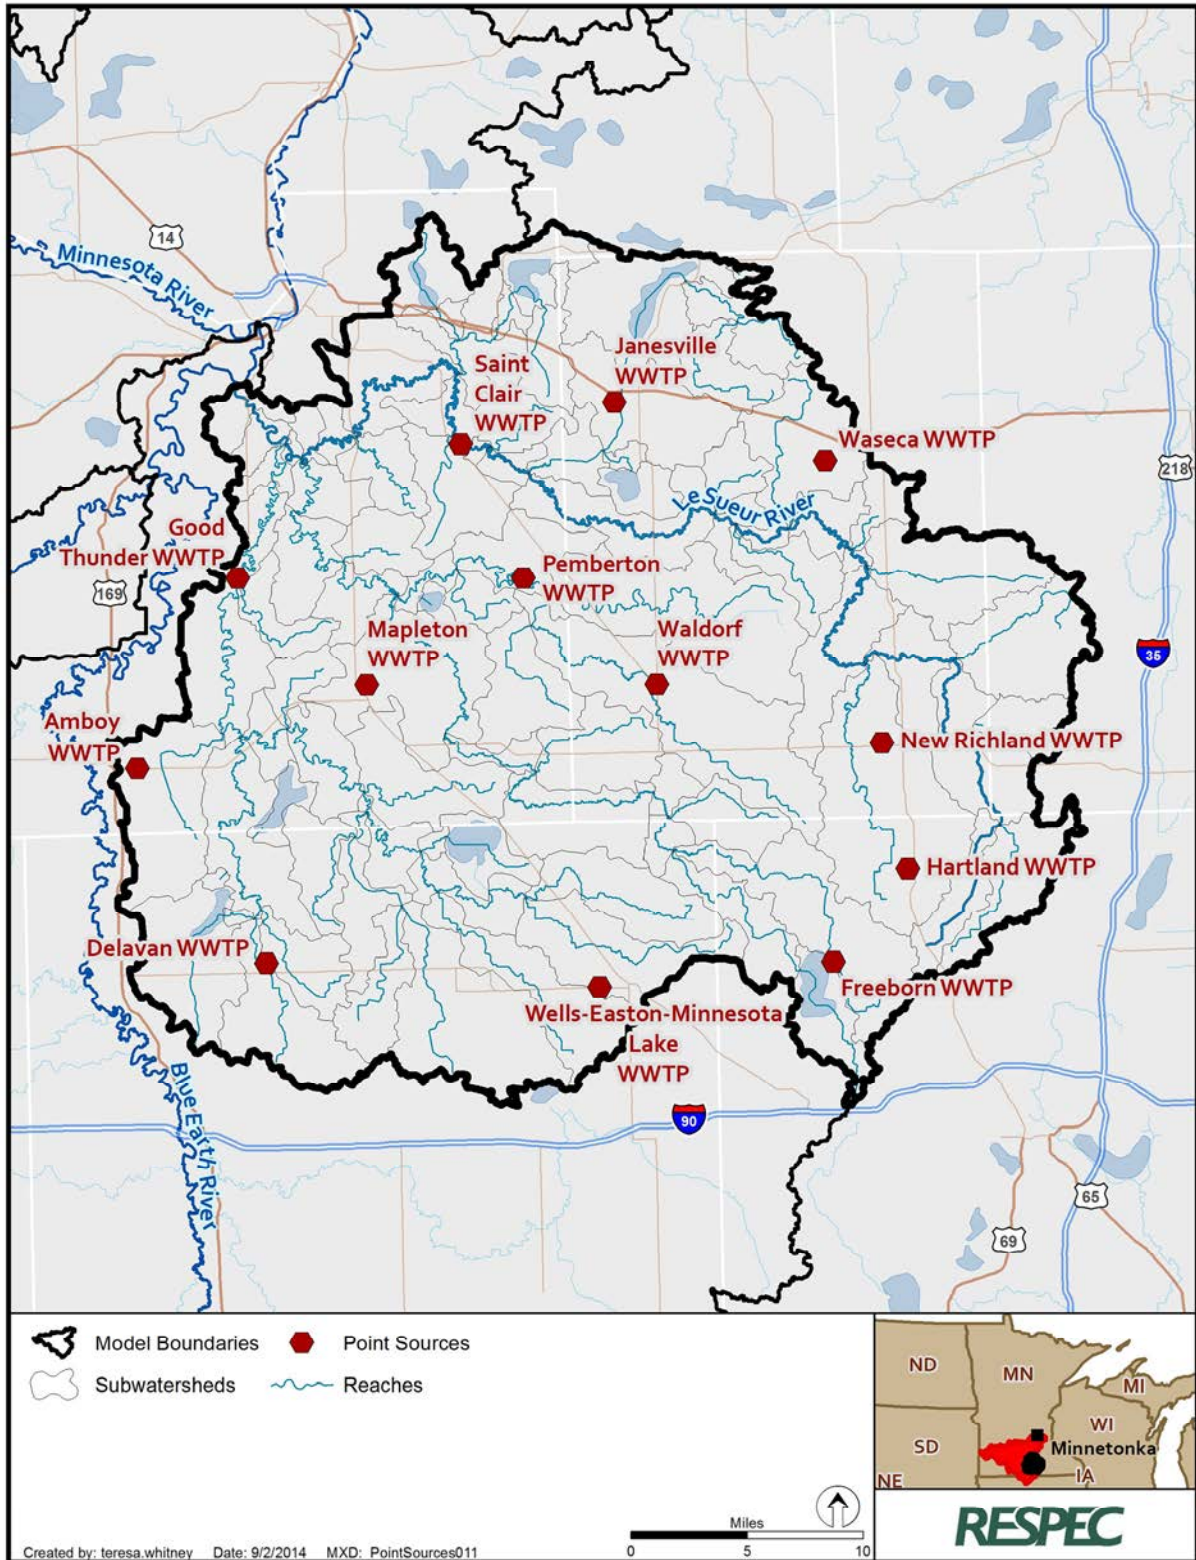 14
Minnesota River
Janesville
WWTP
Saint
Clair
WWTP
Waseca WWTP
218
Le Sueur River
Good
Thunder WWTP
169
Pemberton
WWTP
Mapleton
WWTP
Waldorf
WWTP
35
Amboy
WWTP
New Richland WWTP
Hartland WWTP
Delavan WWTP
Freeborn WWTP
Wells-Easton-Minnesota
Lake
WWTP
Blue Earth River
90
65
69
Model Boundaries
Point Sources
Subwatersheds
Reaches
ND
MN
MI
WI
SD
Minnetonka
NE
IA
Miles
0 5 10
RESPEC
Created by: teresa.whitney Date: 9/2/2014 MXD: PointSources011